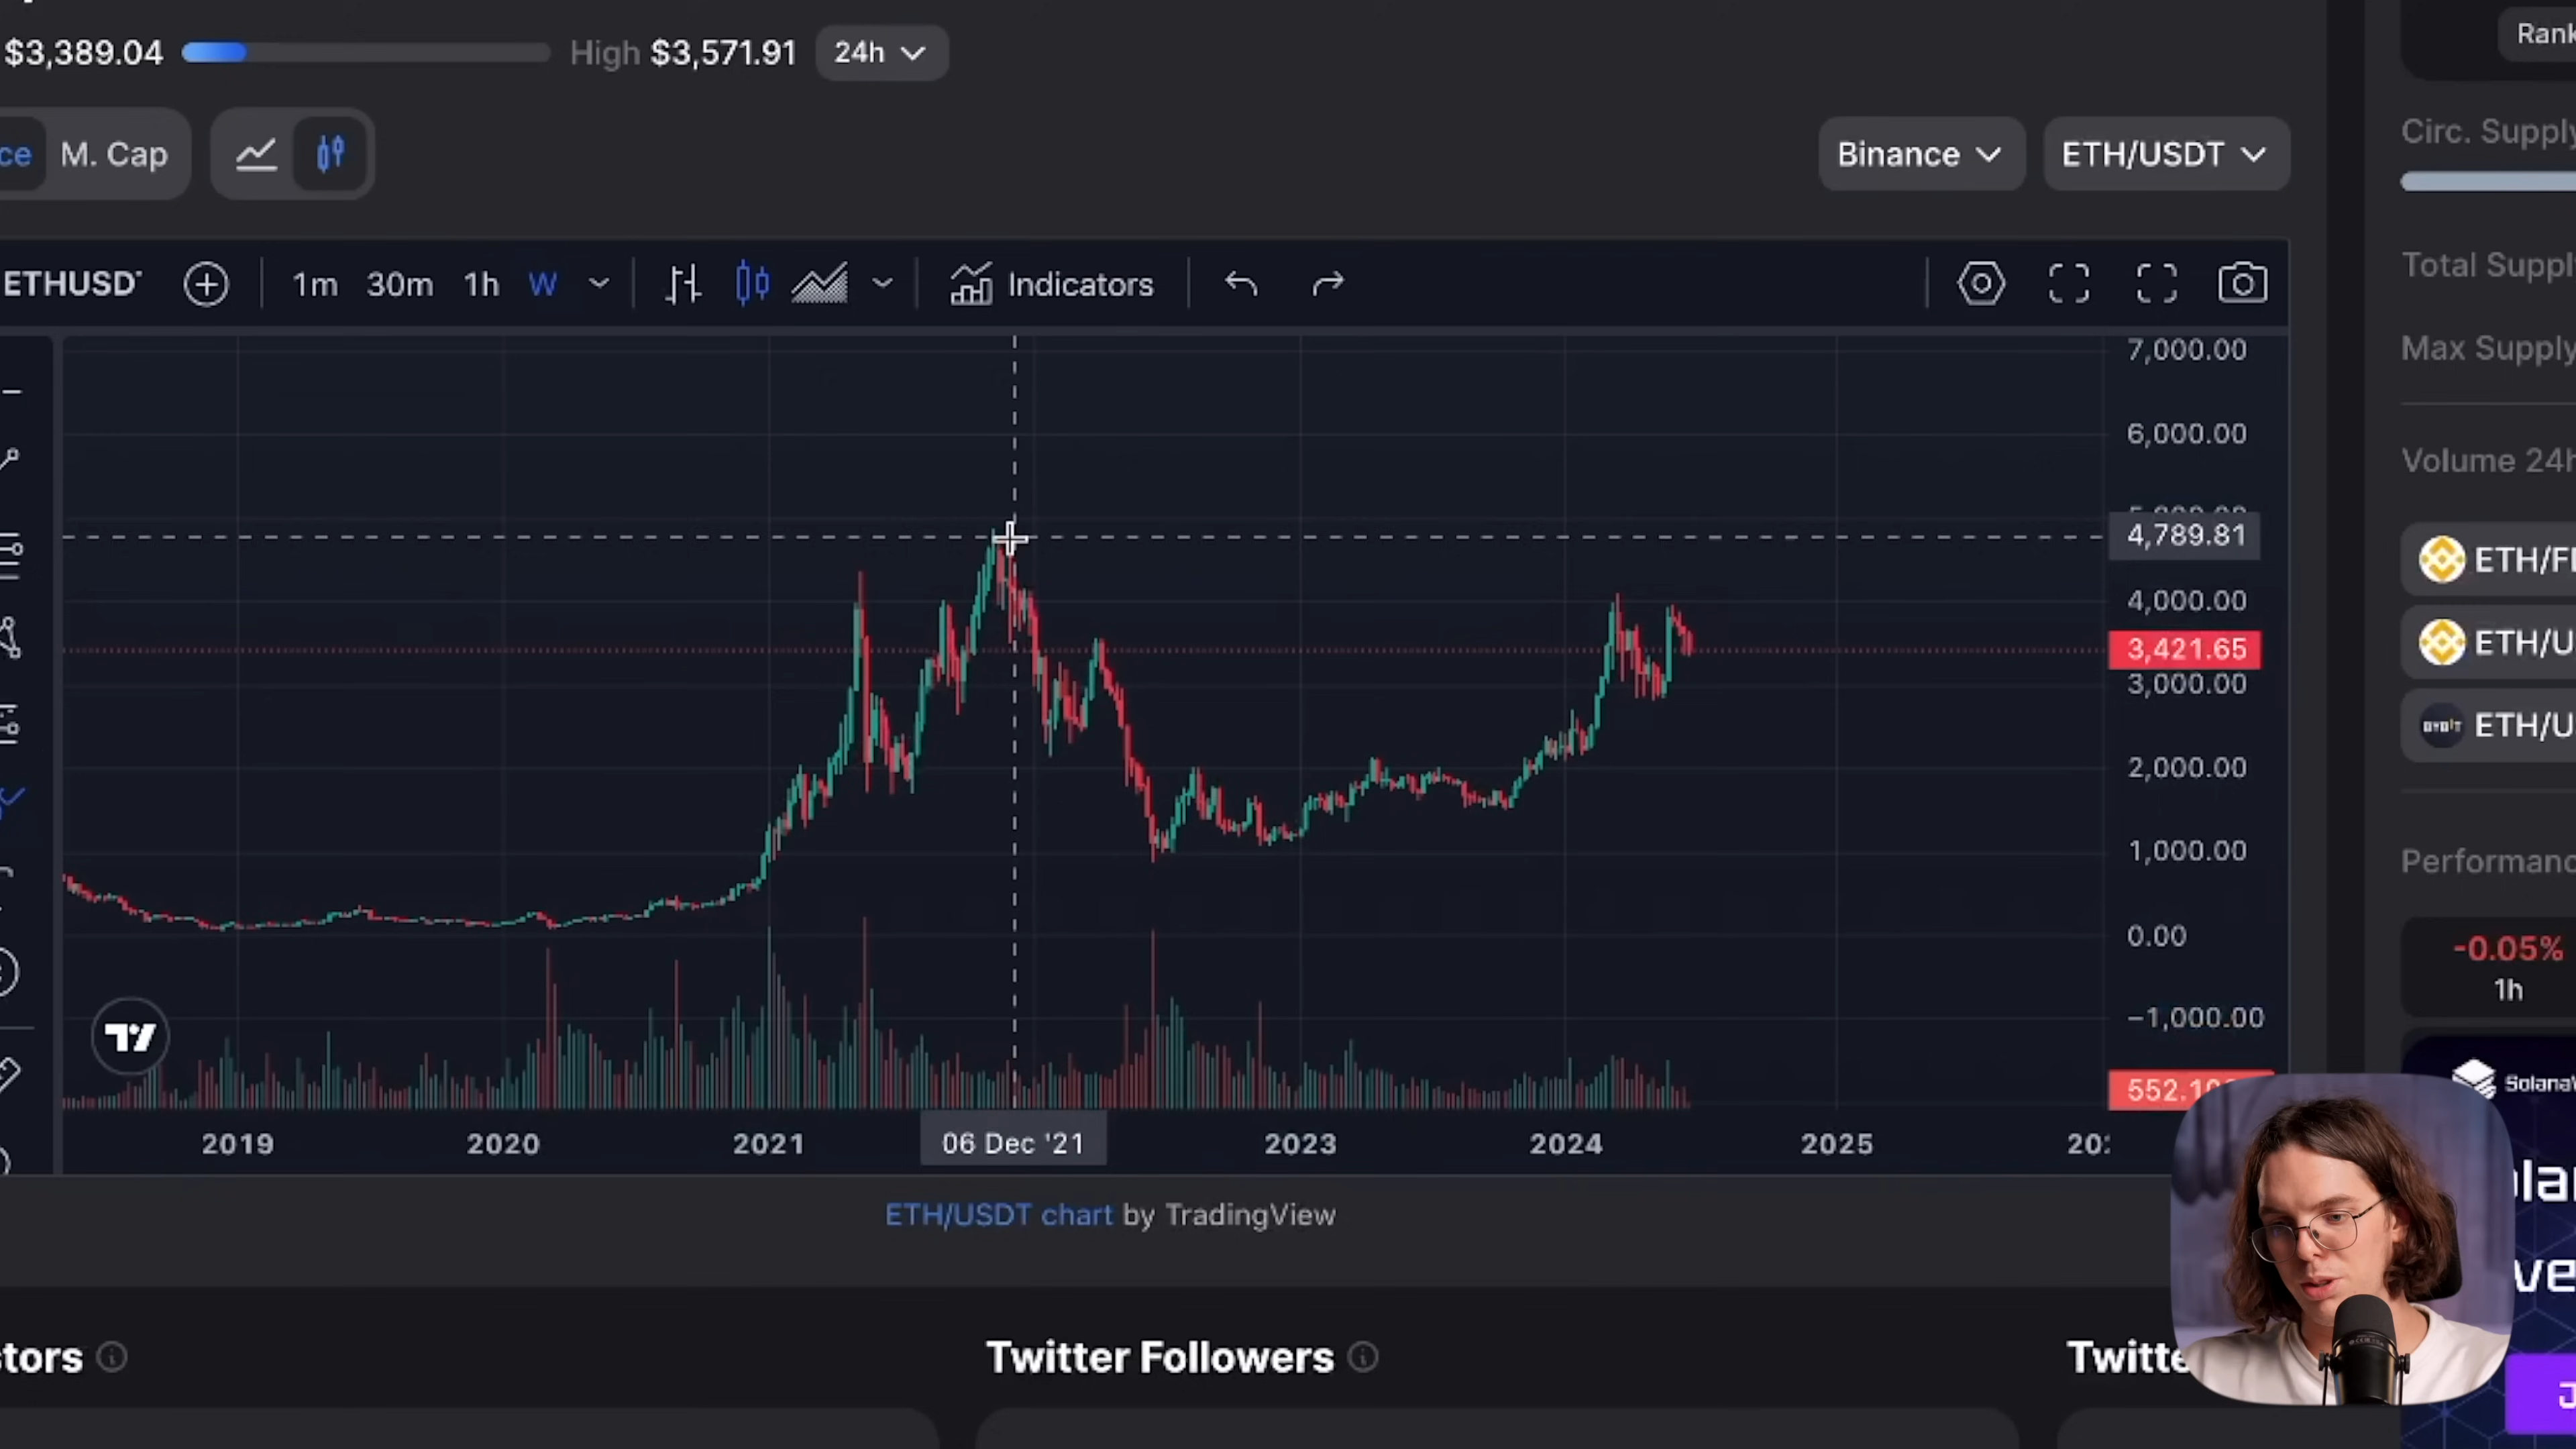 $3,389.04 High $3,571.91 24h
M. Cap
Binance ETH/USDT
1m 30m 1h W Indicators
7,000.00
6,000.00
4,789.81
4,000.00
3,421.65
3,000.00
2,000.00
1,000.00
0.00
−1,000.00
2019 2020 2021 06 Dec '21 2023 2024 2025
ETH/USDT chart by TradingView
Twitter Followers
Circ. Supply
Total Supply
Max Supply
Volume 24h
-0.05%
1h